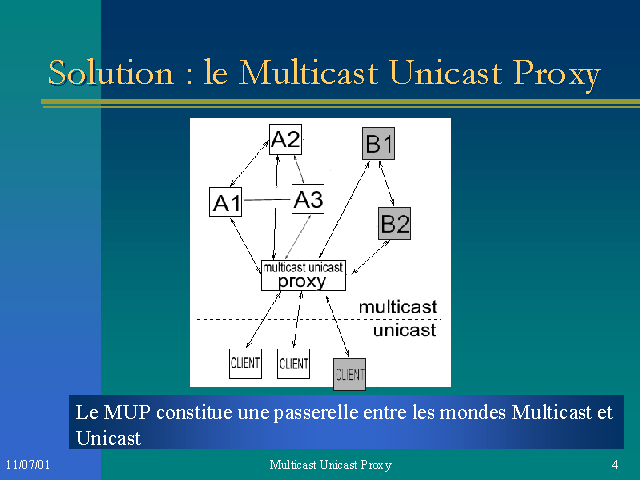 Solution : le Multicast Unicast Proxy
A2
B1
A1
A3
B2
multicast unicast
proxy
multicast
unicast
CLIENT
CLIENT
CLIENT
Le MUP constitue une passerelle entre les mondes Multicast et
Unicast
11/07/01
Multicast Unicast Proxy
4